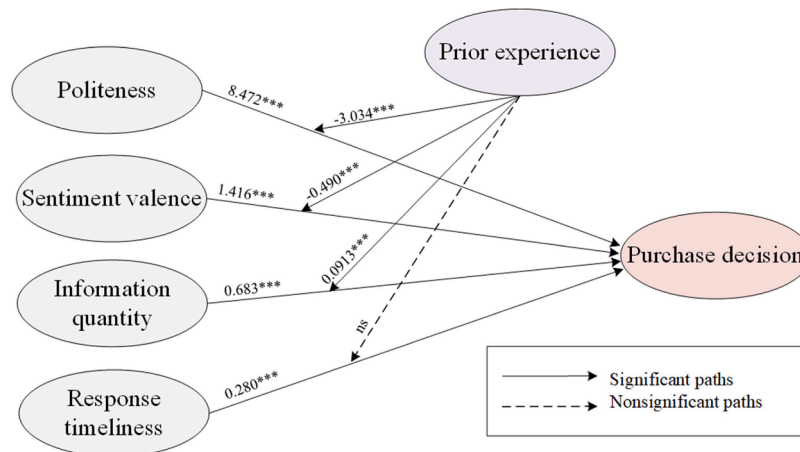 Prior experience
Politeness
8.472***
-3.034***
Sentiment valence
1.416***
-0.490***
Purchase decision
Information
quantity
0.683***
0.0913***
ns
Response
timeliness
0.280***
Significant paths
Nonsignificant paths